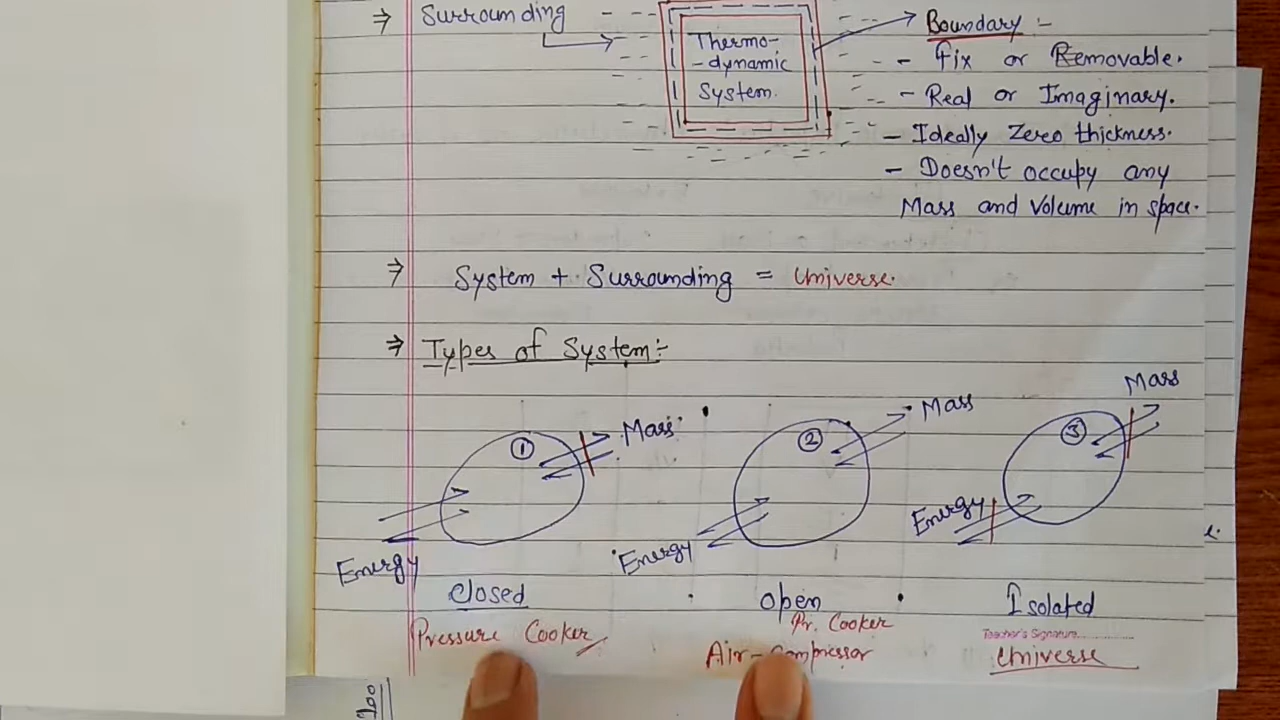 ⇒ Surrounding
Thermo-
-dynamic
System.
Boundary :-
- Fix or Removable.
- Real or Imaginary.
- Ideally Zero thickness.
- Doesn't occupy any
Mass and Volume in space.
⇒ System + Surrounding = Universe.
⇒ Types of System:-
① Mass
Energy
Closed
Pressure Cooker
② Mass
Energy
Open
Pr. Cooker
Air-Compressor
③ Mass
Energy
Isolated
Teacher's Signature
Universe
100